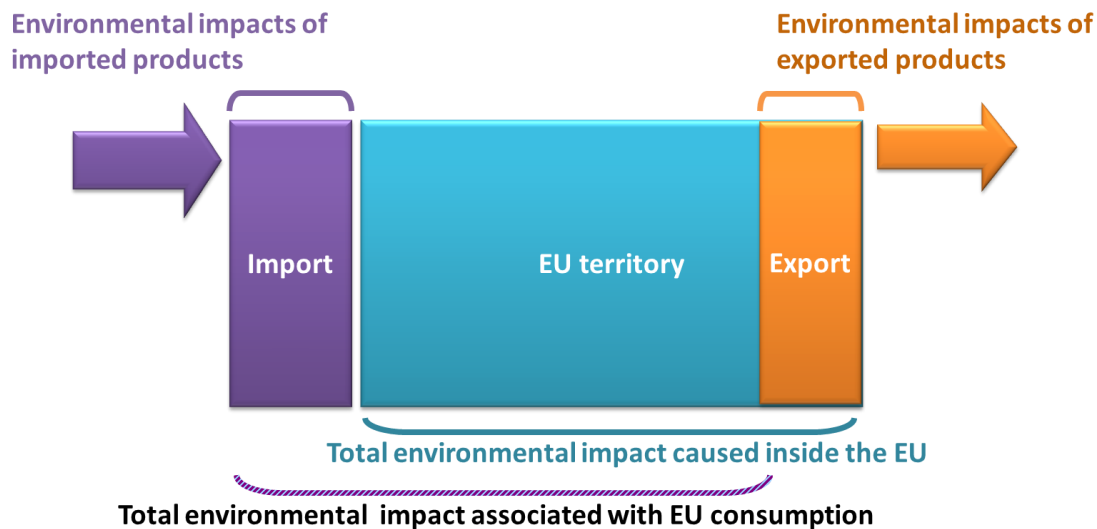 Environmental impacts of
imported products
Environmental impacts of
exported products
Import
EU territory
Export
Total environmental impact caused inside the EU
Total environmental  impact associated with EU consumption